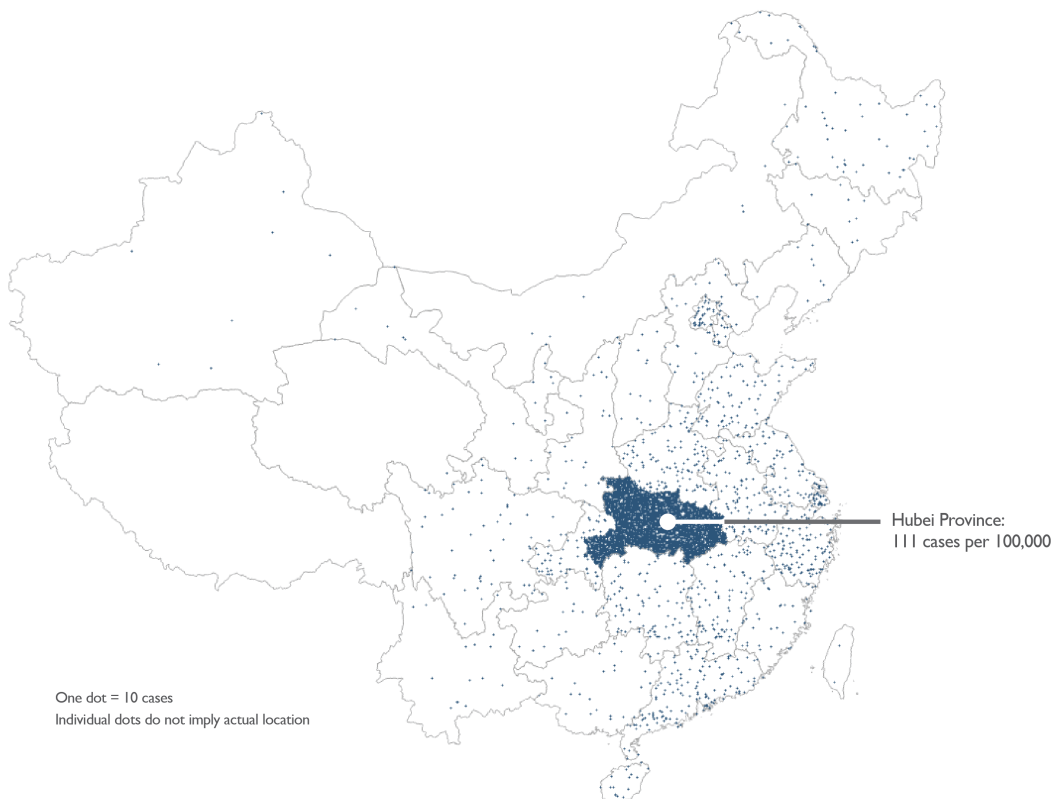 Hubei Province:
111 cases per 100,000
One dot = 10 cases
Individual dots do not imply actual location